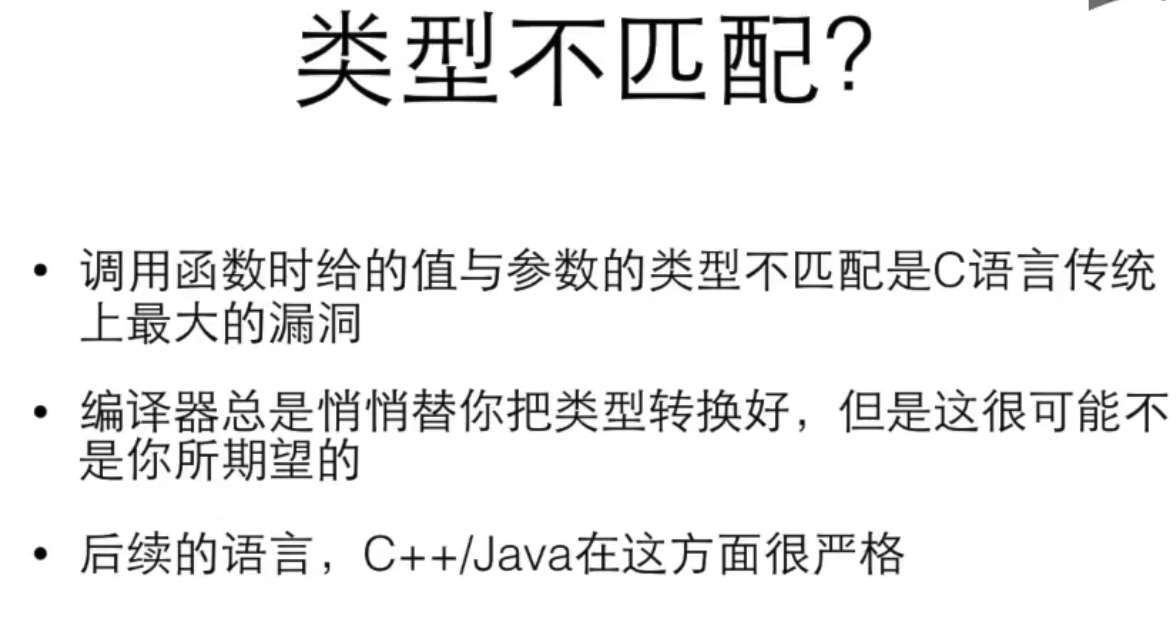 类型不匹配?
• 调用函数时给的值与参数的类型不匹配是C语言传统
上最大的漏洞
• 编译器总是悄悄替你把类型转换好，但是这很可能不
是你所期望的
• 后续的语言，C++/Java在这方面很严格